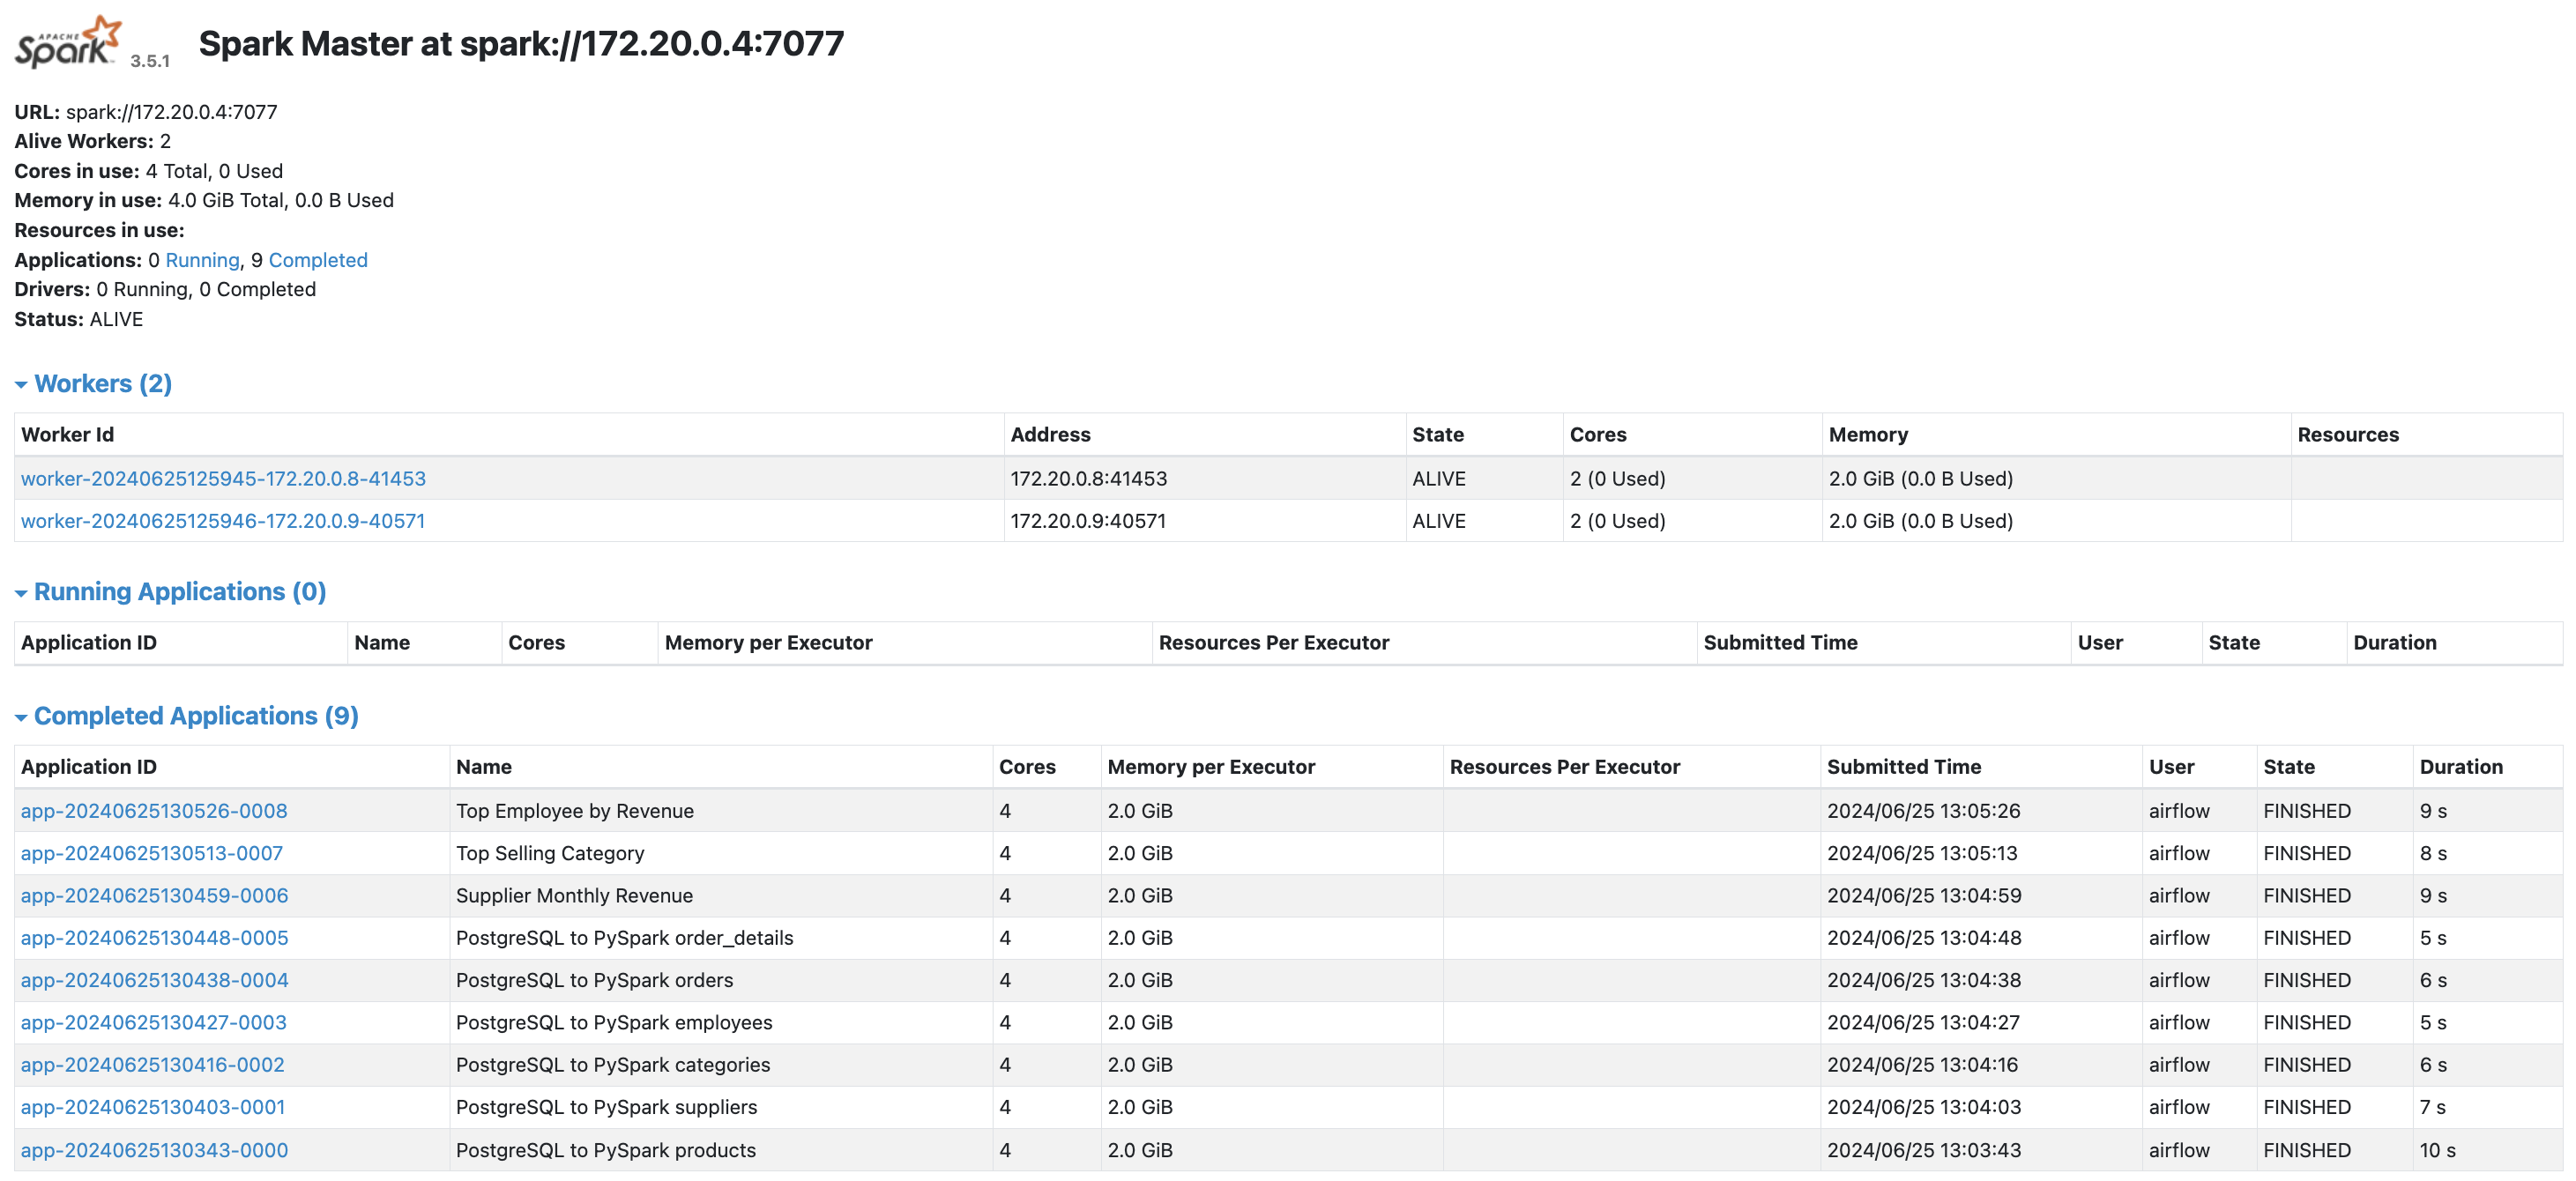 APACHE Spark 3.5.1 Spark Master at spark://172.20.0.4:7077
URL: spark://172.20.0.4:7077
Alive Workers: 2
Cores in use: 4 Total, 0 Used
Memory in use: 4.0 GiB Total, 0.0 B Used
Resources in use:
Applications: 0 Running, 9 Completed
Drivers: 0 Running, 0 Completed
Status: ALIVE
Workers (2)
Worker Id Address State Cores Memory Resources
worker-20240625125945-172.20.0.8-41453 172.20.0.8:41453 ALIVE 2 (0 Used) 2.0 GiB (0.0 B Used)
worker-20240625125946-172.20.0.9-40571 172.20.0.9:40571 ALIVE 2 (0 Used) 2.0 GiB (0.0 B Used)
Running Applications (0)
Application ID Name Cores Memory per Executor Resources Per Executor Submitted Time User State Duration
Completed Applications (9)
Application ID Name Cores Memory per Executor Resources Per Executor Submitted Time User State Duration
app-20240625130526-0008 Top Employee by Revenue 4 2.0 GiB 2024/06/25 13:05:26 airflow FINISHED 9 s
app-20240625130513-0007 Top Selling Category 4 2.0 GiB 2024/06/25 13:05:13 airflow FINISHED 8 s
app-20240625130459-0006 Supplier Monthly Revenue 4 2.0 GiB 2024/06/25 13:04:59 airflow FINISHED 9 s
app-20240625130448-0005 PostgreSQL to PySpark order_details 4 2.0 GiB 2024/06/25 13:04:48 airflow FINISHED 5 s
app-20240625130438-0004 PostgreSQL to PySpark orders 4 2.0 GiB 2024/06/25 13:04:38 airflow FINISHED 6 s
app-20240625130427-0003 PostgreSQL to PySpark employees 4 2.0 GiB 2024/06/25 13:04:27 airflow FINISHED 5 s
app-20240625130416-0002 PostgreSQL to PySpark categories 4 2.0 GiB 2024/06/25 13:04:16 airflow FINISHED 6 s
app-20240625130403-0001 PostgreSQL to PySpark suppliers 4 2.0 GiB 2024/06/25 13:04:03 airflow FINISHED 7 s
app-20240625130343-0000 PostgreSQL to PySpark products 4 2.0 GiB 2024/06/25 13:03:43 airflow FINISHED 10 s